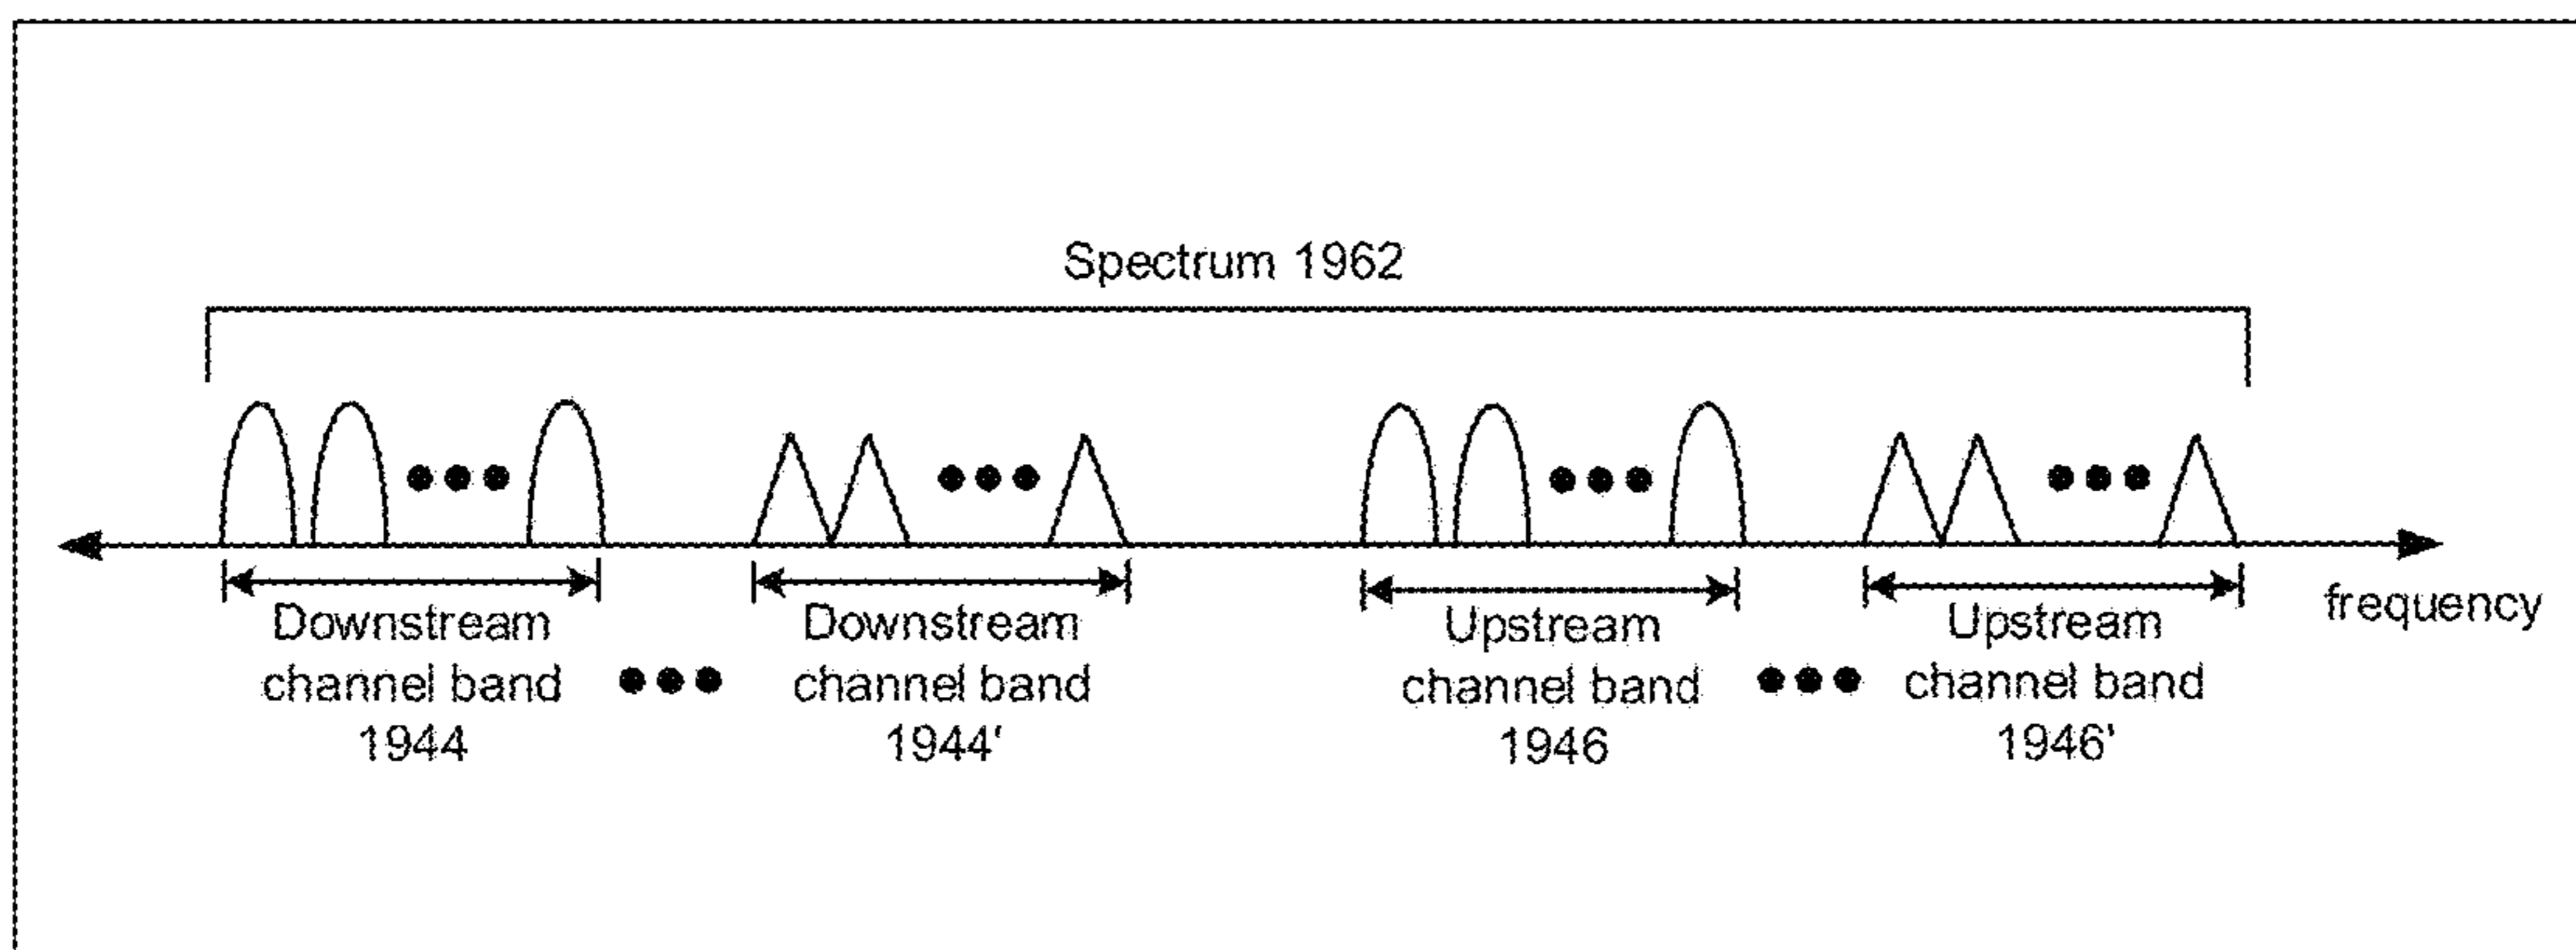 Spectrum 1962
Downstream
channel band
1944
Downstream
channel band
1944'
Upstream
channel band
1946
Upstream
channel band
1946'
frequency